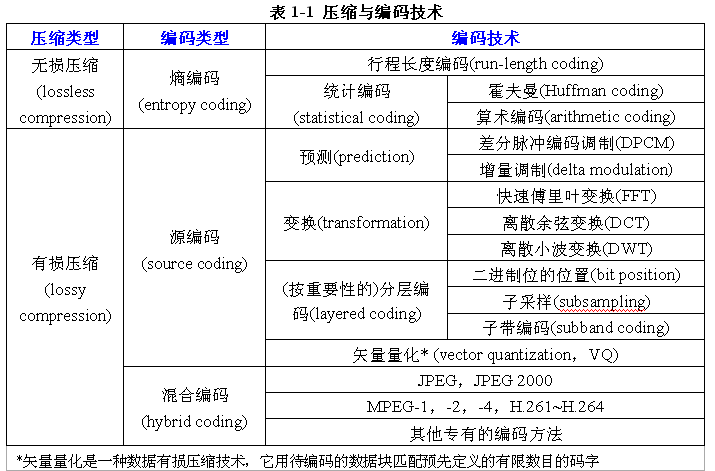 表 1-1 压缩与编码技术
压缩类型 编码类型 编码技术
无损压缩
(lossless
compression)
熵编码
(entropy coding)
行程长度编码(run-length coding)
统计编码
(statistical coding)
霍夫曼(Huffman coding)
算术编码(arithmetic coding)
有损压缩
(lossy
compression)
源编码
(source coding)
预测(prediction)
差分脉冲编码调制(DPCM)
增量调制(delta modulation)
变换(transformation)
快速傅里叶变换(FFT)
离散余弦变换(DCT)
离散小波变换(DWT)
(按重要性的)分层编
码(layered coding)
二进制位的位置(bit position)
子采样(subsampling)
子带编码(subband coding)
矢量量化* (vector quantization，VQ)
混合编码
(hybrid coding)
JPEG，JPEG 2000
MPEG-1，-2，-4，H.261~H.264
其他专有的编码方法
*矢量量化是一种数据有损压缩技术，它用待编码的数据块匹配预先定义的有限数目的码字